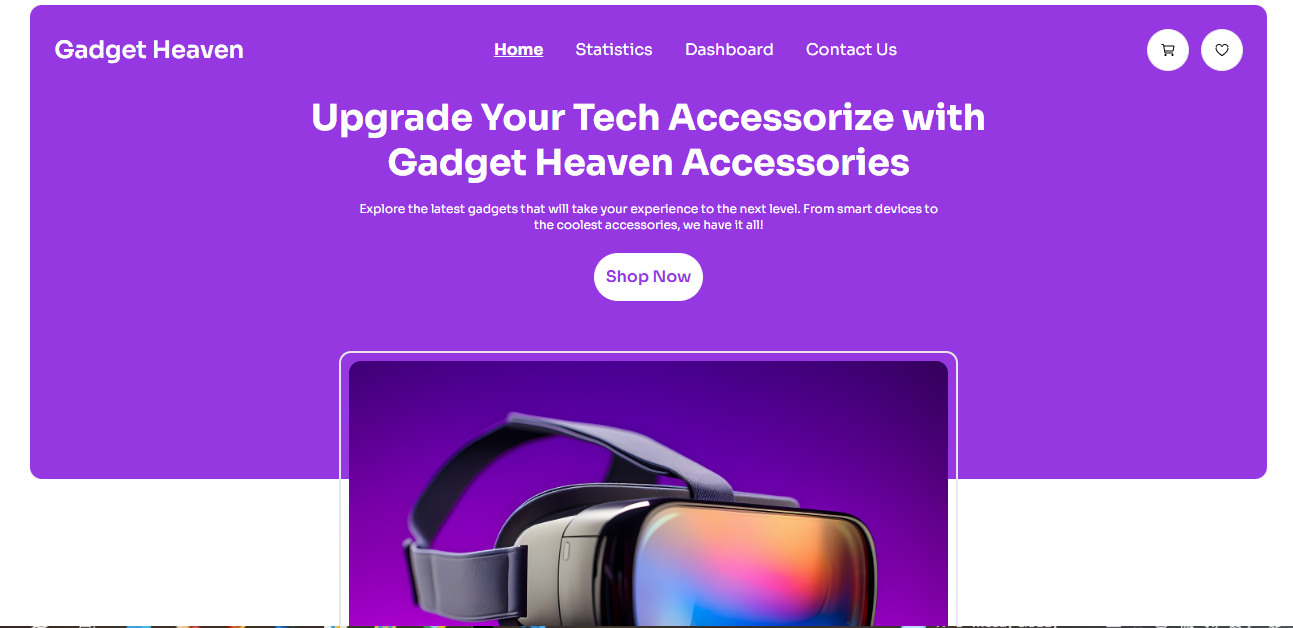 Gadget Heaven
Home
Statistics
Dashboard
Contact Us
Upgrade Your Tech Accessorize with
Gadget Heaven Accessories
Explore the latest gadgets that will take your experience to the next level. From smart devices to
the coolest accessories, we have it all!
Shop Now